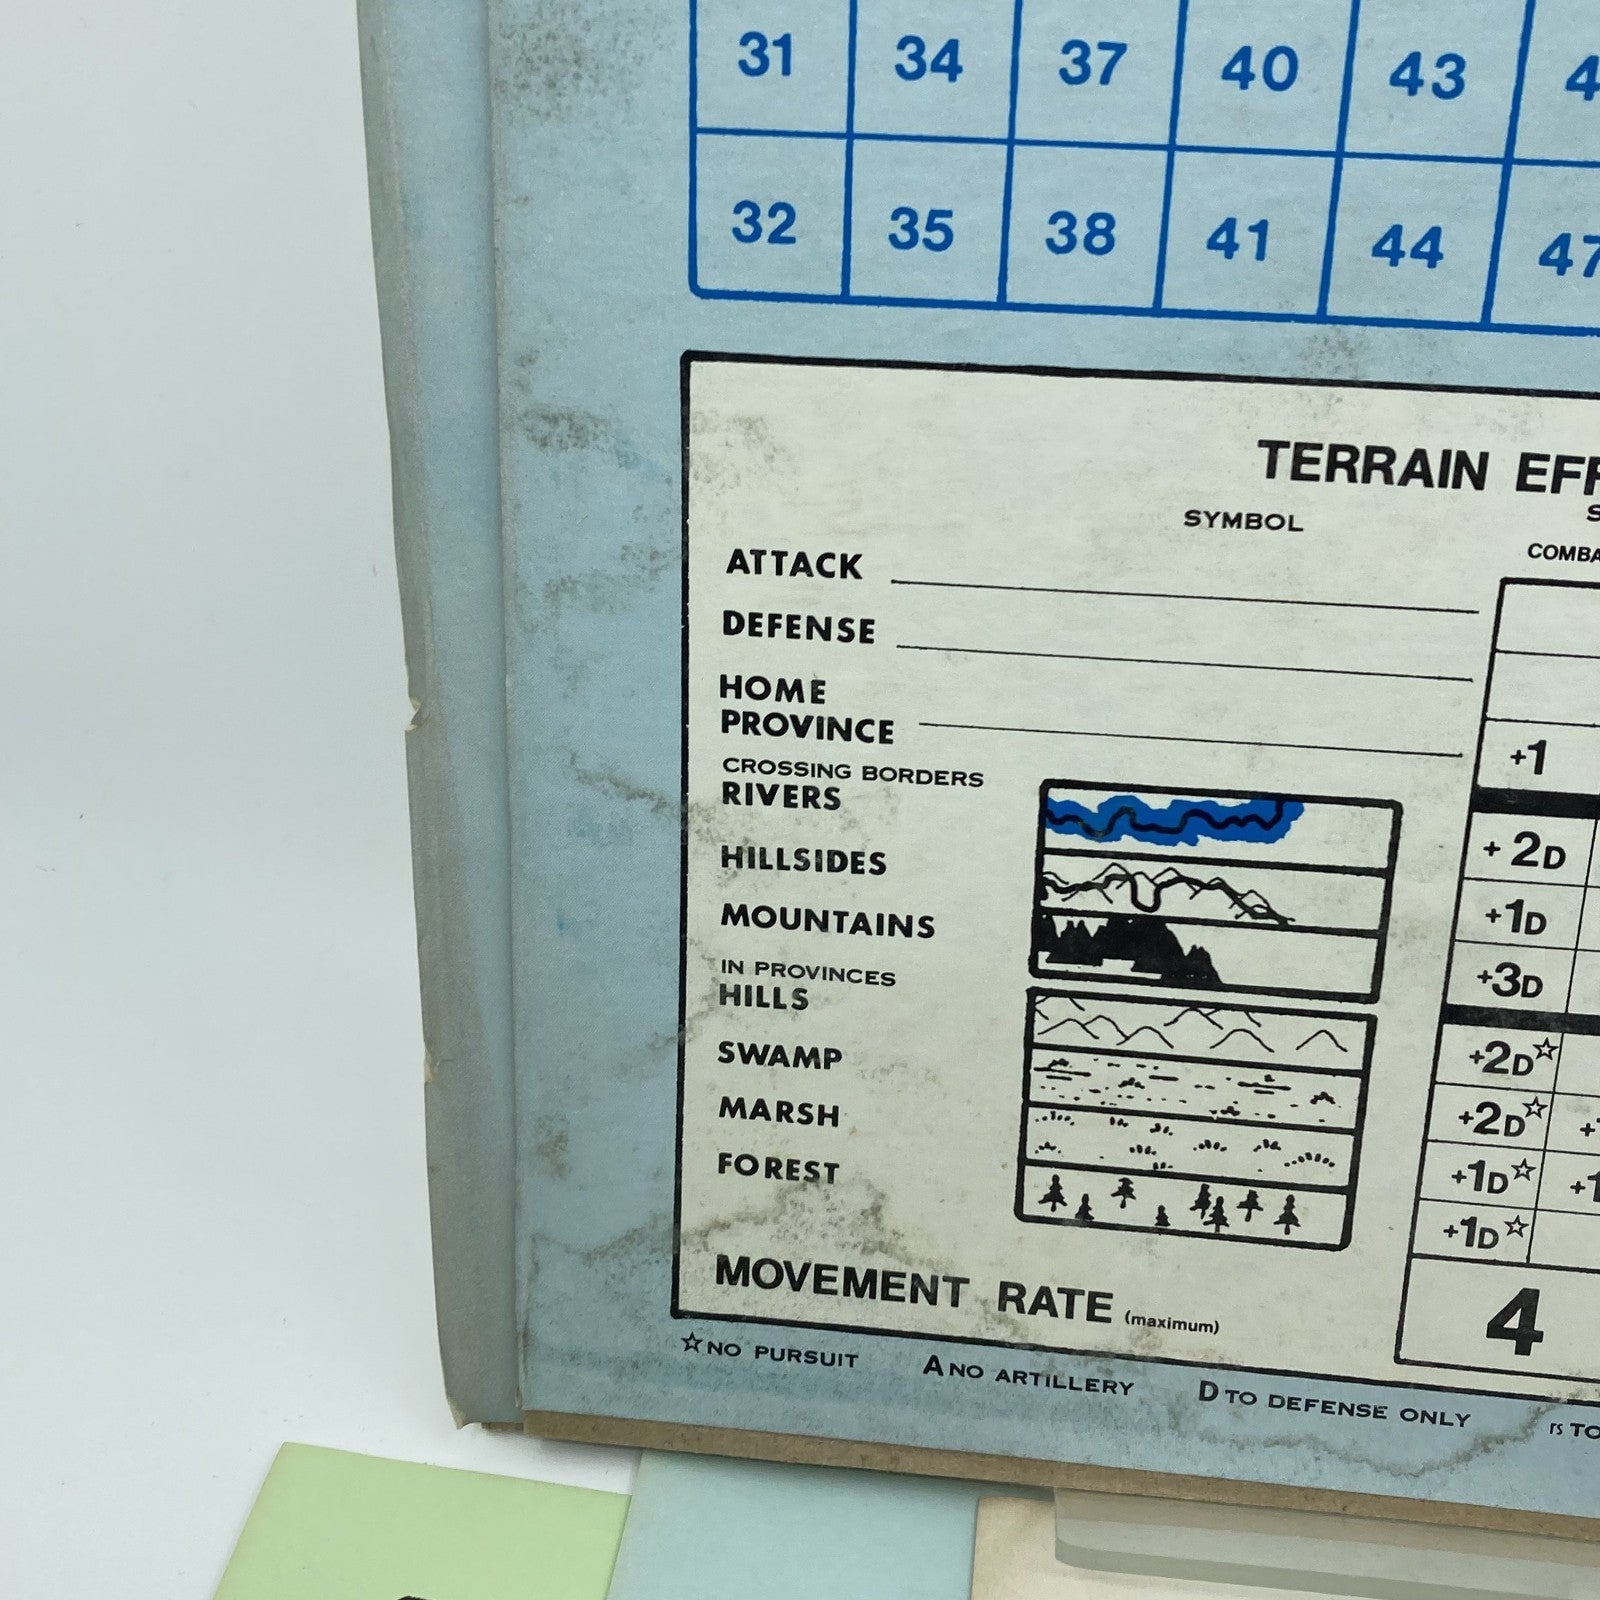 31 34 37 40 43
32 35 38 41 44 47
TERRAIN
SYMBOL
ATTACK
DEFENSE
HOME
PROVINCE
+1
CROSSING BORDERS
RIVERS
+ 2D
HILLSIDES
+1D
MOUNTAINS
+3D
IN PROVINCES
HILLS
+2D☆
SWAMP
+2D☆
MARSH
+1D☆
FOREST
+1D☆
MOVEMENT RATE (maximum)
4
☆NO PURSUIT A NO ARTILLERY D TO DEFENSE ONLY